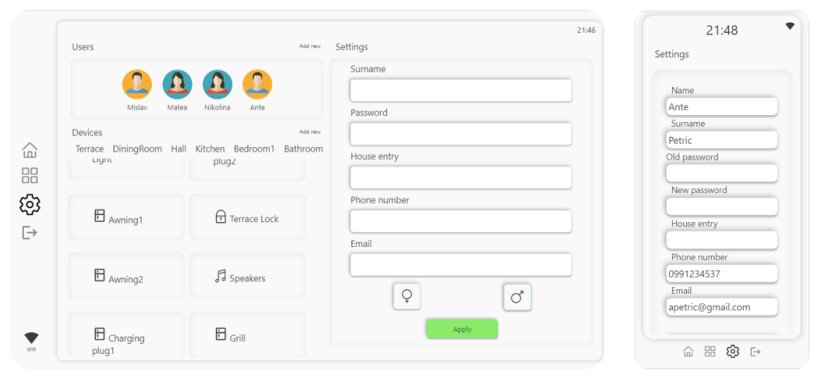 21:46
Users
Add new
Settings
Mislav Matea Nikolina Ante
Devices
Add new
Terrace DiningRoom Hall Kitchen Bedroom1 Bathroom
Light
plug2
Awning1
Terrace Lock
Awning2
Speakers
Charging
plug1
Grill
Surname
Password
House entry
Phone number
Email
Apply
Wifi
21:48
Settings
Name
Ante
Surname
Petric
Old password
New password
House entry
Phone number
0991234537
Email
apetric@gmail.com